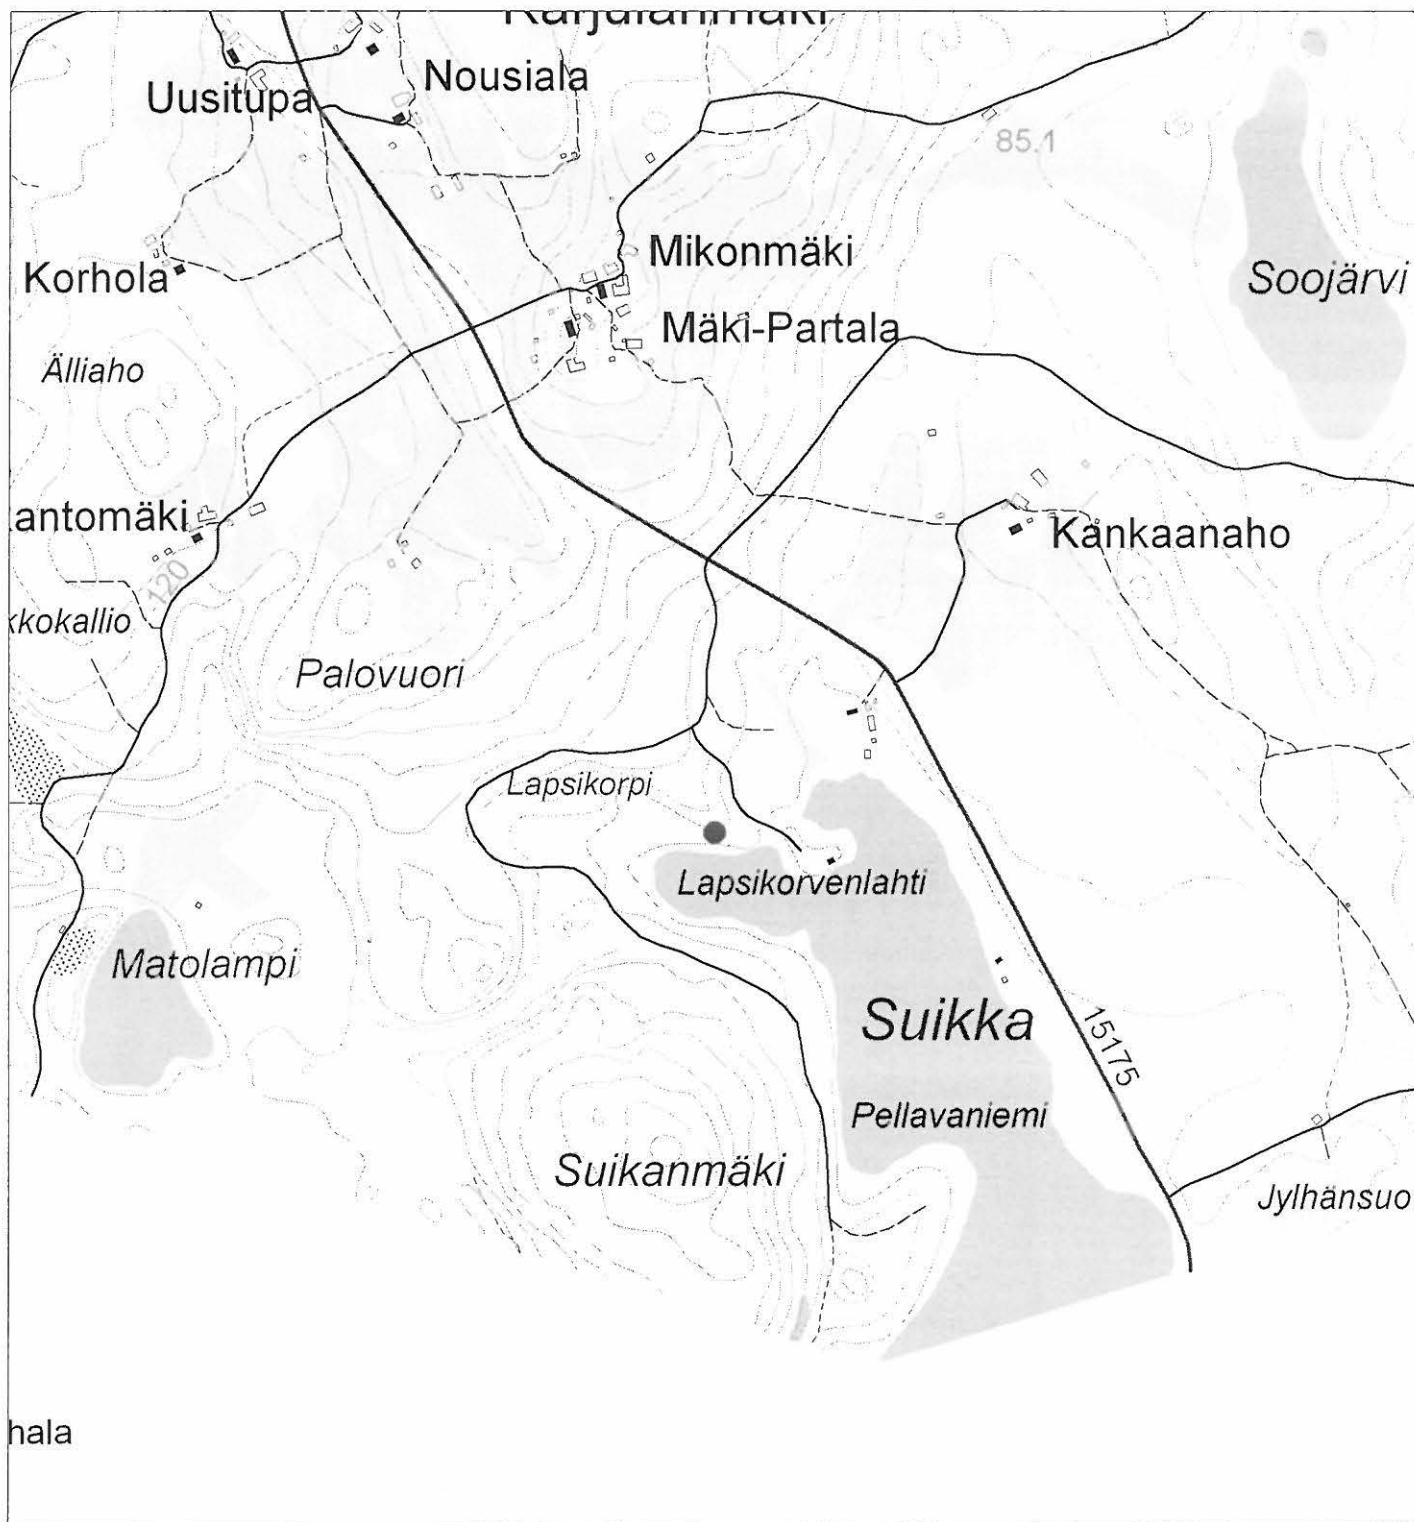 Karjulanmäki
Nousiala
Uusitupa
85.1
Mikonmäki
Korhola
Soojärvi
Mäki-Partala
Älliaho
antomäki
Kankaanaho
120
kkokallio
Palovuori
Lapsikorpi
Lapsikorvenlahti
Matolampi
Suikka
15175
Pellavaniemi
Suikanmäki
Jylhänsuo
hala